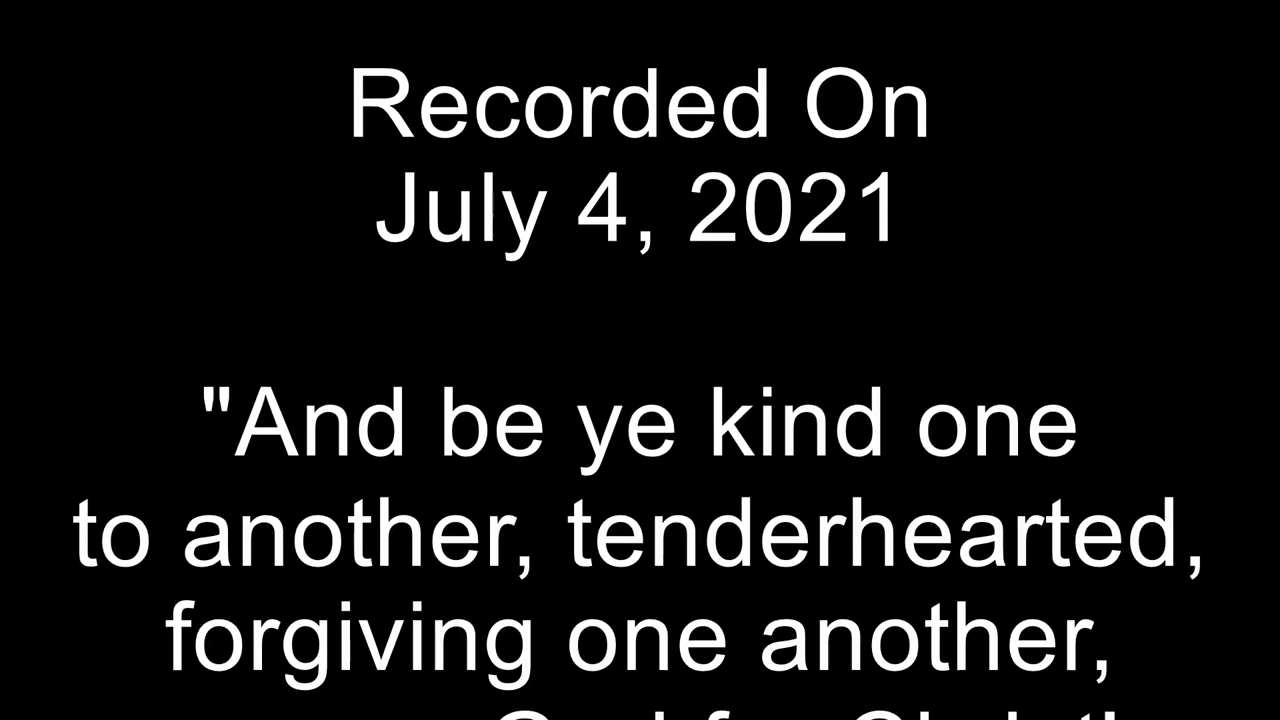 Recorded On
July 4, 2021
"And be ye kind one
to another, tenderhearted,
forgiving one another,